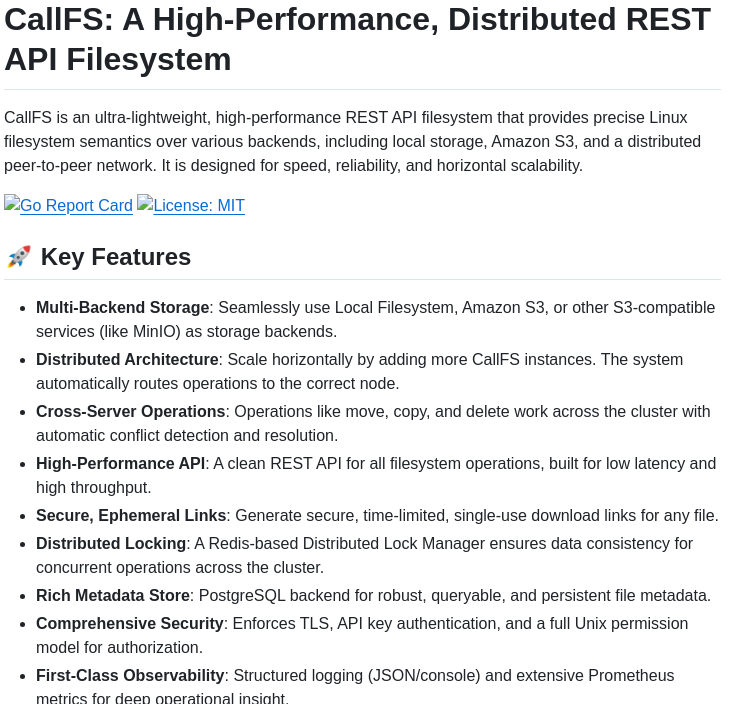 CallFS: A High-Performance, Distributed REST
API Filesystem
CallFS is an ultra-lightweight, high-performance REST API filesystem that provides precise Linux
filesystem semantics over various backends, including local storage, Amazon S3, and a distributed
peer-to-peer network. It is designed for speed, reliability, and horizontal scalability.
Go Report Card License: MIT
🚀 Key Features
• Multi-Backend Storage: Seamlessly use Local Filesystem, Amazon S3, or other S3-compatible
services (like MinIO) as storage backends.
• Distributed Architecture: Scale horizontally by adding more CallFS instances. The system
automatically routes operations to the correct node.
• Cross-Server Operations: Operations like move, copy, and delete work across the cluster with
automatic conflict detection and resolution.
• High-Performance API: A clean REST API for all filesystem operations, built for low latency and
high throughput.
• Secure, Ephemeral Links: Generate secure, time-limited, single-use download links for any file.
• Distributed Locking: A Redis-based Distributed Lock Manager ensures data consistency for
concurrent operations across the cluster.
• Rich Metadata Store: PostgreSQL backend for robust, queryable, and persistent file metadata.
• Comprehensive Security: Enforces TLS, API key authentication, and a full Unix permission
model for authorization.
• First-Class Observability: Structured logging (JSON/console) and extensive Prometheus
metrics for deep operational insight.